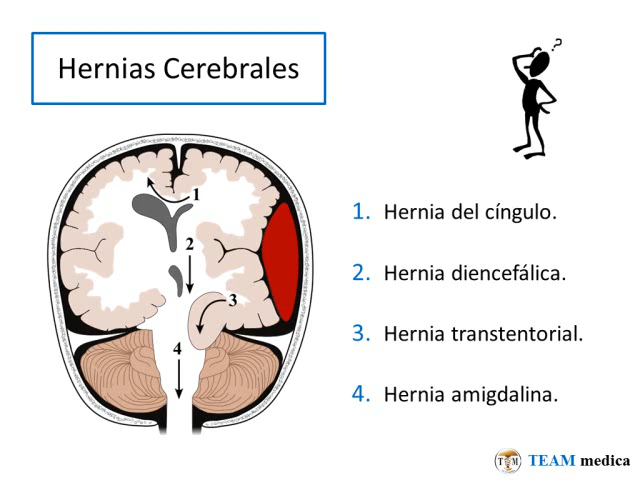 Hernias Cerebrales
?
1
2
3
4
1. Hernia del cíngulo.
2. Hernia diencefálica.
3. Hernia transtentorial.
4. Hernia amigdalina.
TEAM medica